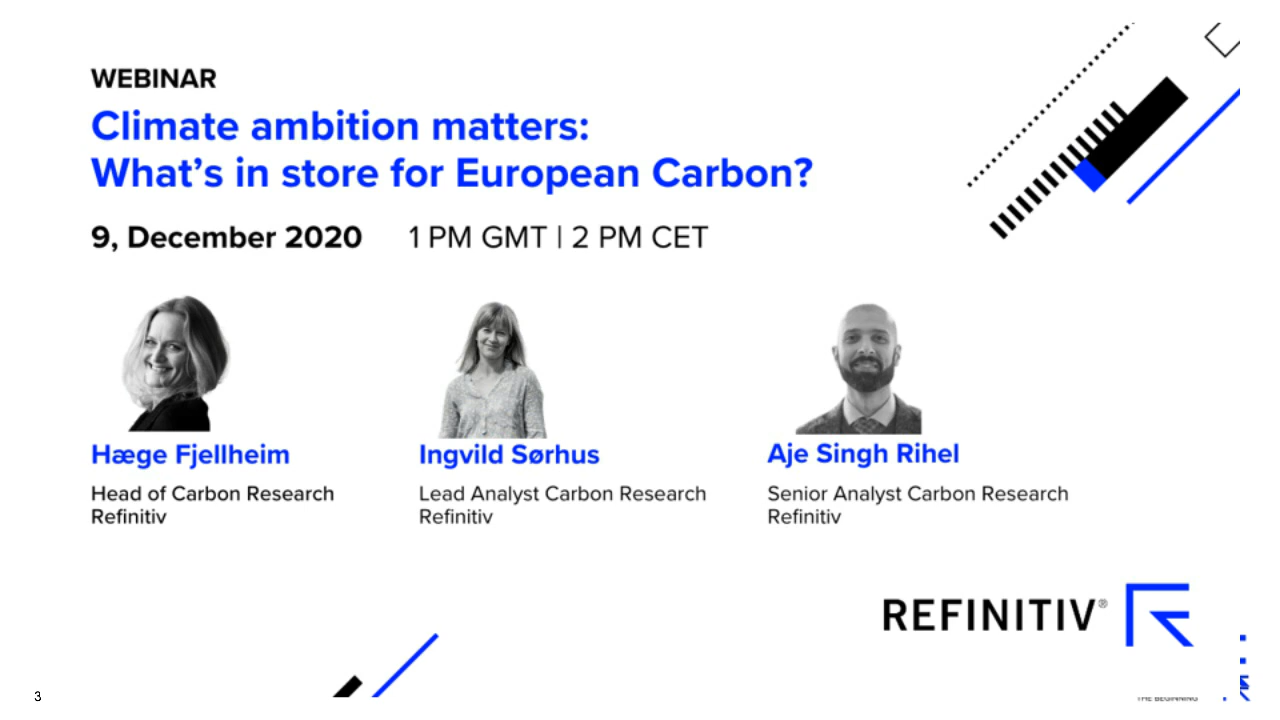 WEBINAR
Climate ambition matters:
What's in store for European Carbon?
9, December 2020 1 PM GMT | 2 PM CET
Hæge Fjellheim
Head of Carbon Research
Refinitiv
Ingvild Sørhus
Lead Analyst Carbon Research
Refinitiv
Aje Singh Rihel
Senior Analyst Carbon Research
Refinitiv
REFINITIV®
3
THE BEGINNING